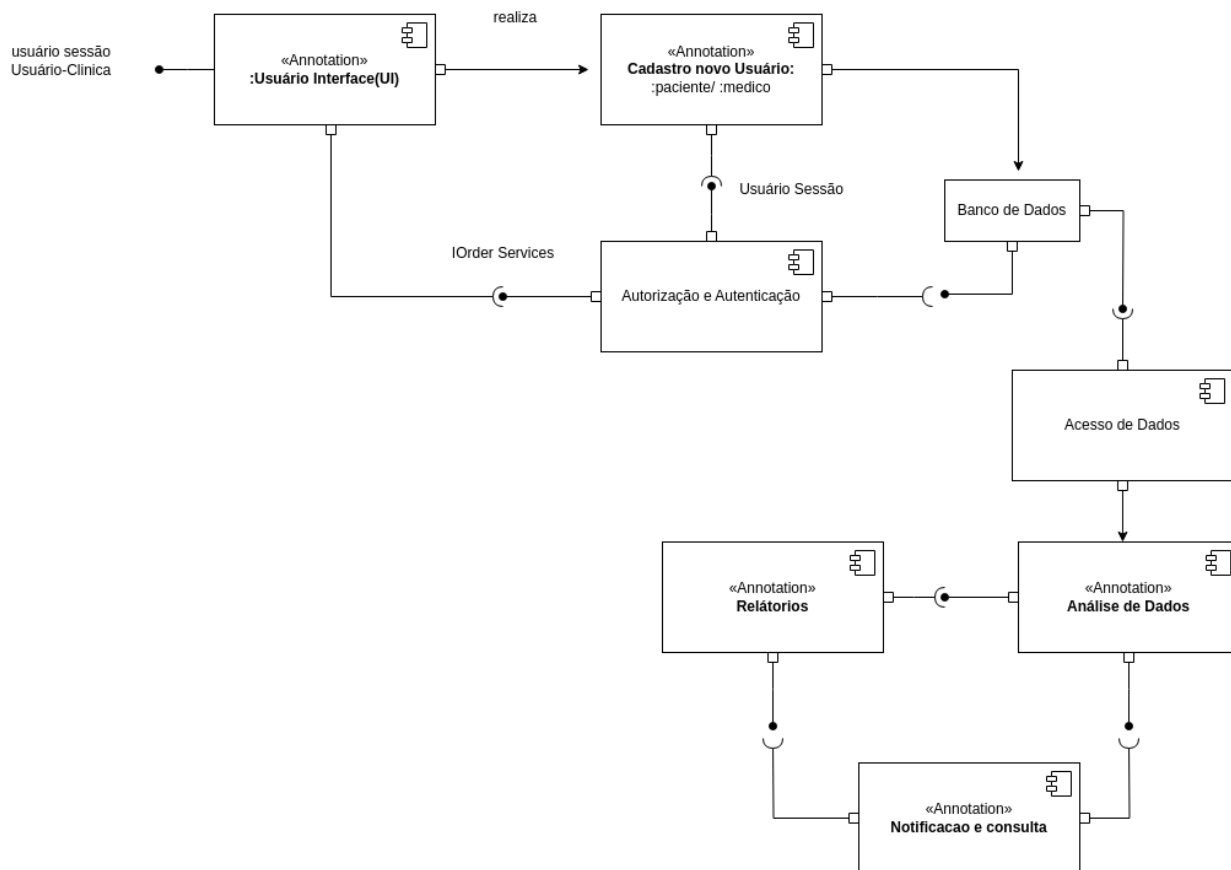 realiza
usuário sessão
Usuário-Clinica
«Annotation»
:Usuário Interface(UI)
«Annotation»
Cadastro novo Usuário:
:paciente/ :medico
Usuário Sessão
Banco de Dados
IOrder Services
Autorização e Autenticação
Acesso de Dados
«Annotation»
Relátorios
«Annotation»
Análise de Dados
«Annotation»
Notificacao e consulta